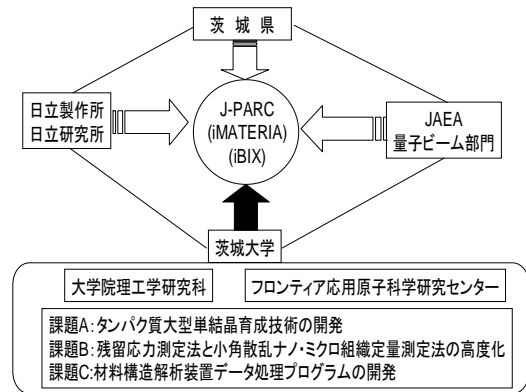 茨 城 県
日立製作所
日立研究所
J-PARC
(iMATERIA)
(iBIX)
JAEA
量子ビーム部門
茨城大学
大学院理工学研究科
フロンティア応用原子科学研究センター
課題A:タンパク質大型単結晶育成技術の開発
課題B:残留応力測定法と小角散乱ナノ・ミクロ組織定量測定法の高度化
課題C:材料構造解析装置データ処理プログラムの開発